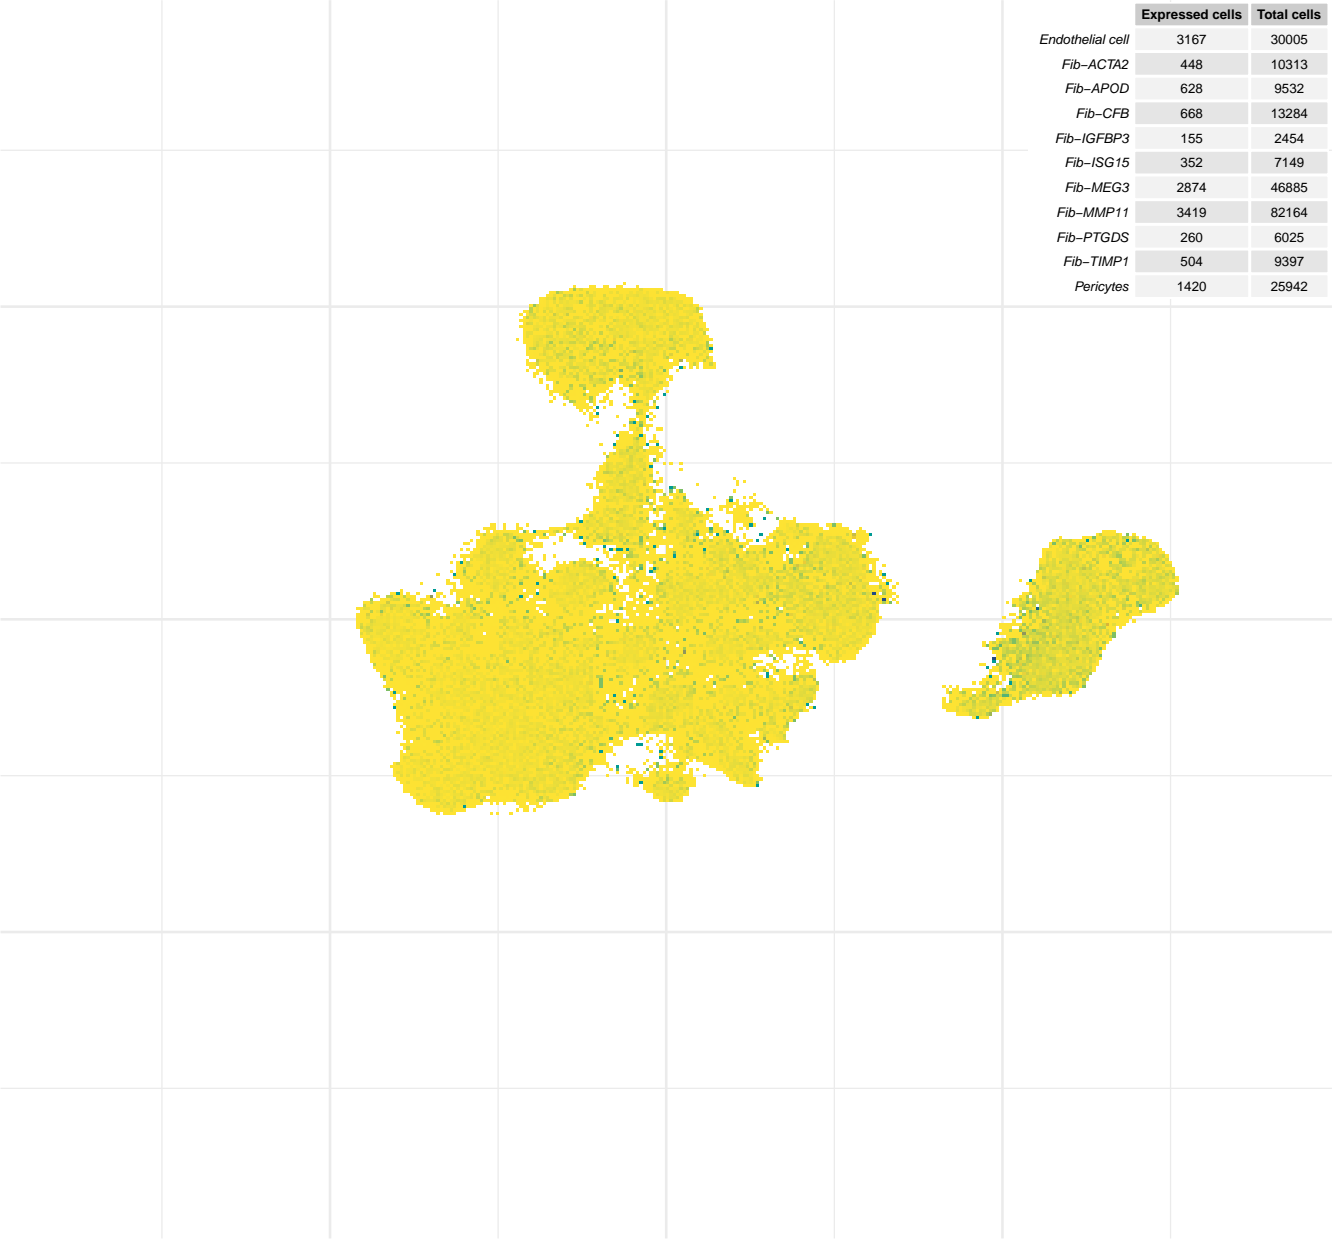 Expressed cells Total cells
Endothelial cell 3167 30005
Fib−ACTA2 448 10313
Fib−APOD 628 9532
Fib−CFB 668 13284
Fib−IGFBP3 155 2454
Fib−ISG15 352 7149
Fib−MEG3 2874 46885
Fib−MMP11 3419 82164
Fib−PTGDS 260 6025
Fib−TIMP1 504 9397
Pericytes 1420 25942